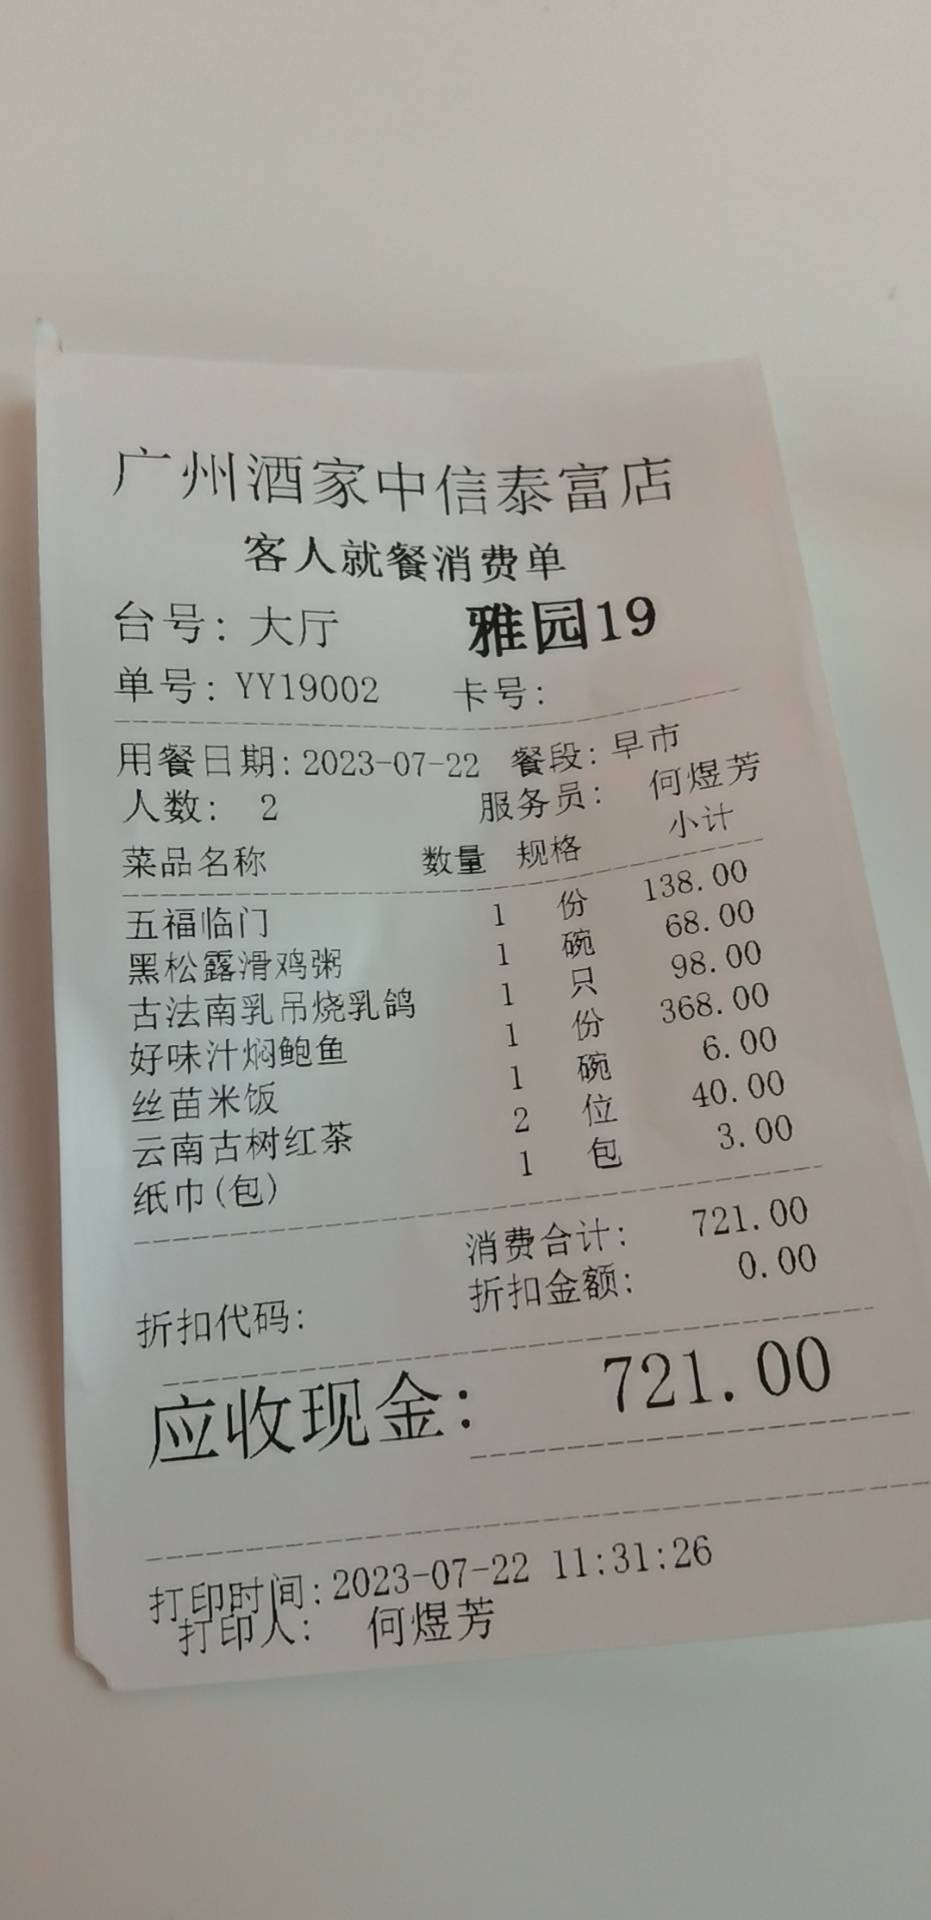 广州酒家中信泰富店
客人就餐消费单
台号: 大厅 雅园19
单号: YY19002 卡号:
用餐日期: 2023-07-22 餐段: 早市
人数: 2 服务员: 何煜芳
菜品名称 数量 规格 小计
五福临门 1 份 138.00
黑松露滑鸡粥 1 碗 68.00
古法南乳吊烧乳鸽 1 只 98.00
好味汁焖鲍鱼 1 份 368.00
丝苗米饭 1 碗 6.00
云南古树红茶 2 位 40.00
纸巾(包) 1 包 3.00
消费合计: 721.00
折扣代码: 折扣金额: 0.00
应收现金: 721.00
打印时间: 2023-07-22 11:31:26
打印人: 何煜芳